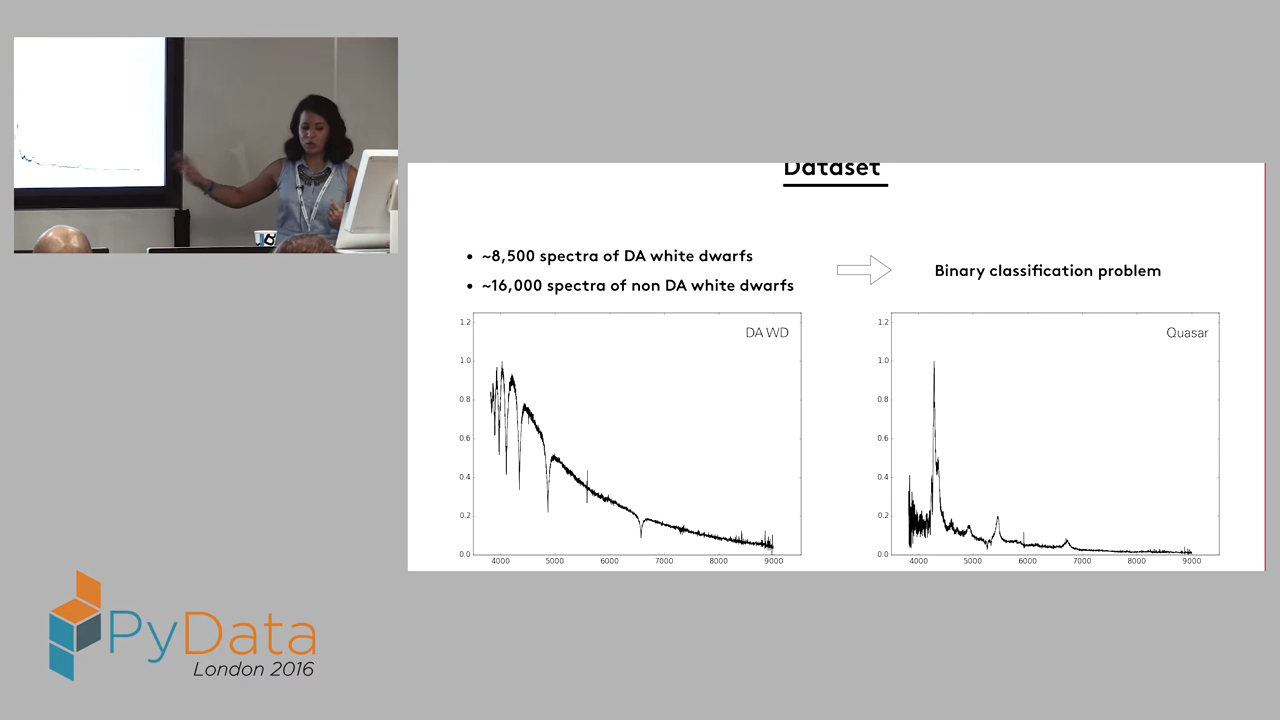 Dataset
• ~8,500 spectra of DA white dwarfs
• ~16,000 spectra of non DA white dwarfs
Binary classification problem
DA WD
1.2
1.0
0.8
0.6
0.4
0.2
0.0
4000 5000 6000 7000 8000 9000
Quasar
1.2
1.0
0.8
0.6
0.4
0.2
0.0
4000 5000 6000 7000 8000 9000
PyData
London 2016